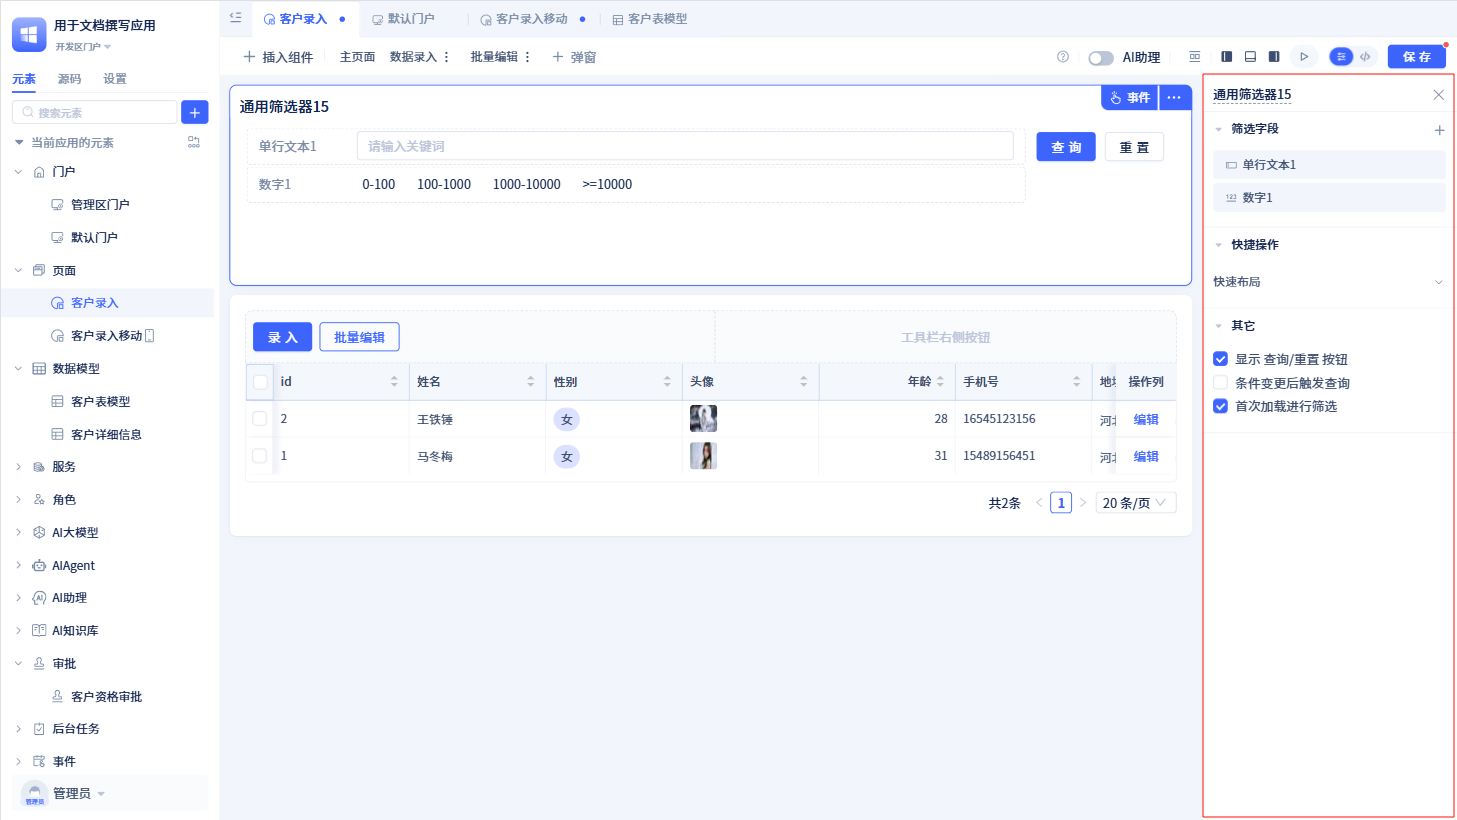 用于文档撰写应用
开发区门户
元素 源码 设置
搜索元素
当前应用的元素
门户
管理区门户
默认门户
页面
客户录入
客户录入移动
数据模型
客户表模型
客户详细信息
服务
角色
AI大模型
AIAgent
AI助理
AI知识库
审批
客户资格审批
后台任务
事件
管理员
管理员
客户录入 默认门户 客户录入移动 客户表模型
插入组件 主页面 数据录入 批量编辑 弹窗 AI助理 保 存
通用筛选器15 事件
单行文本1 请输入关键词 查 询 重 置
数字1 0-100 100-1000 1000-10000 >=10000
录 入 批量编辑 工具栏右侧按钮
id 姓名 性别 头像 年龄 手机号 操作列
2 王铁锤 女 28 16545123156 编辑
1 马冬梅 女 31 15489156451 编辑
共2条 1 20 条/页
通用筛选器15
筛选字段
单行文本1
123 数字1
快捷操作
快速布局
其它
显示 查询/重置 按钮
条件变更后触发查询
首次加载进行筛选